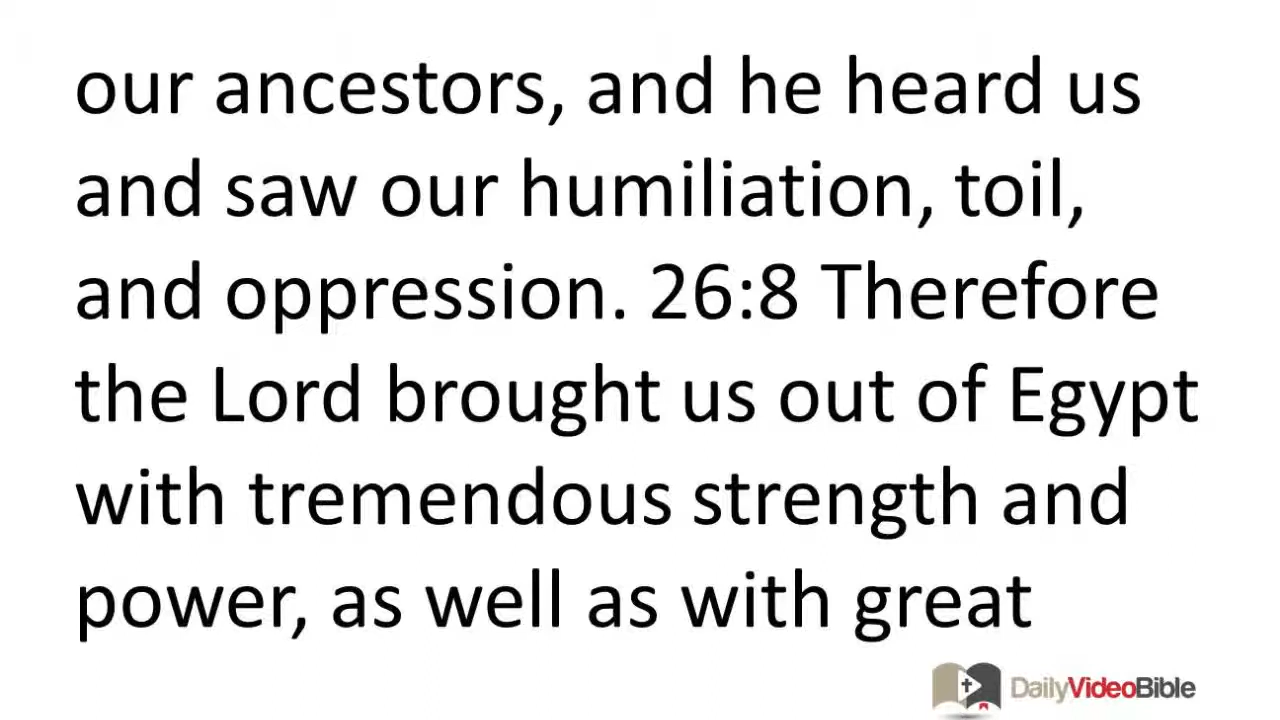 our ancestors, and he heard us
and saw our humiliation, toil,
and oppression. 26:8 Therefore
the Lord brought us out of Egypt
with tremendous strength and
power, as well as with great
DailyVideoBible